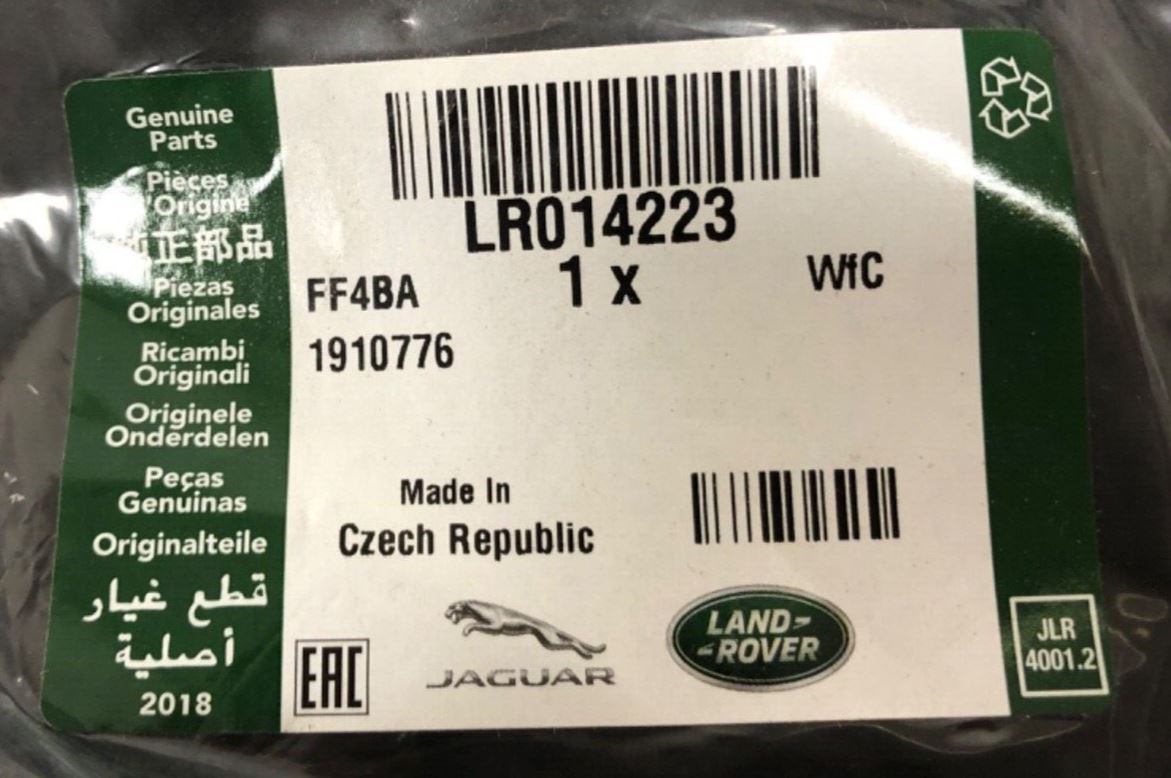 Genuine
Parts
Pièces
'Origine
正部品
Piezas
Originales
Ricambi
Originali
Originele
Onderdelen
Peças
Genuinas
Originalteile
قطع غيار
أصلية
2018
LR014223
1 x
WfC
FF4BA
1910776
Made In
Czech Republic
EAC
JAGUAR
LAND-
-ROVER
JLR
4001.2